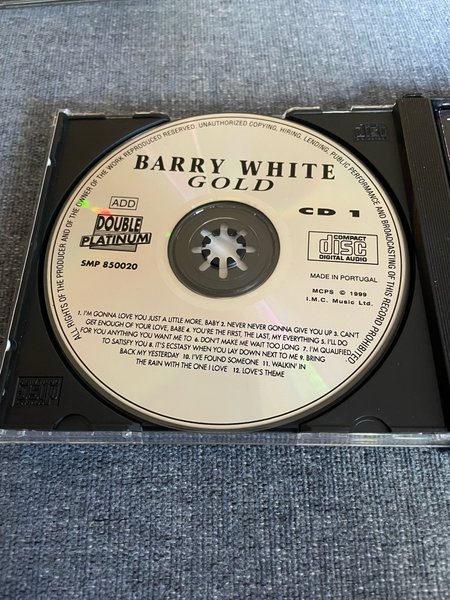 ALL RIGHTS OF THE PRODUCER AND OF THE OWNER OF THE WORK REPRODUCED RESERVED. UNAUTHORIZED COPYING, HIRING, LENDING, PUBLIC PERFORMANCE AND BROADCASTING OF THIS RECORD PROHIBITED
BARRY WHITE
GOLD
ADD
CD 1
DOUBLE
PLATINUM
COMPACT
disc
DIGITAL AUDIO
SMP 850020
MADE IN PORTUGAL
MCPS ℗ 1999
I.M.C. Music Ltd.
1. I'M GONNA LOVE YOU JUST A LITTLE MORE, BABY 2. NEVER NEVER GONNA GIVE YOU UP 3. CAN'T
GET ENOUGH OF YOUR LOVE, BABE 4. YOU'RE THE FIRST, THE LAST, MY EVERYTHING 5. I'LL DO
FOR YOU ANYTHING YOU WANT ME TO 6. DON'T MAKE ME WAIT TOO LONG 7. I'M QUALIFIED
TO SATISFY YOU 8. IT'S ECSTASY WHEN YOU LAY DOWN NEXT TO ME 9. BRING
BACK MY YESTERDAY 10. I'VE FOUND SOMEONE 11. WALKIN' IN
THE RAIN WITH THE ONE I LOVE 12. LOVE'S THEME